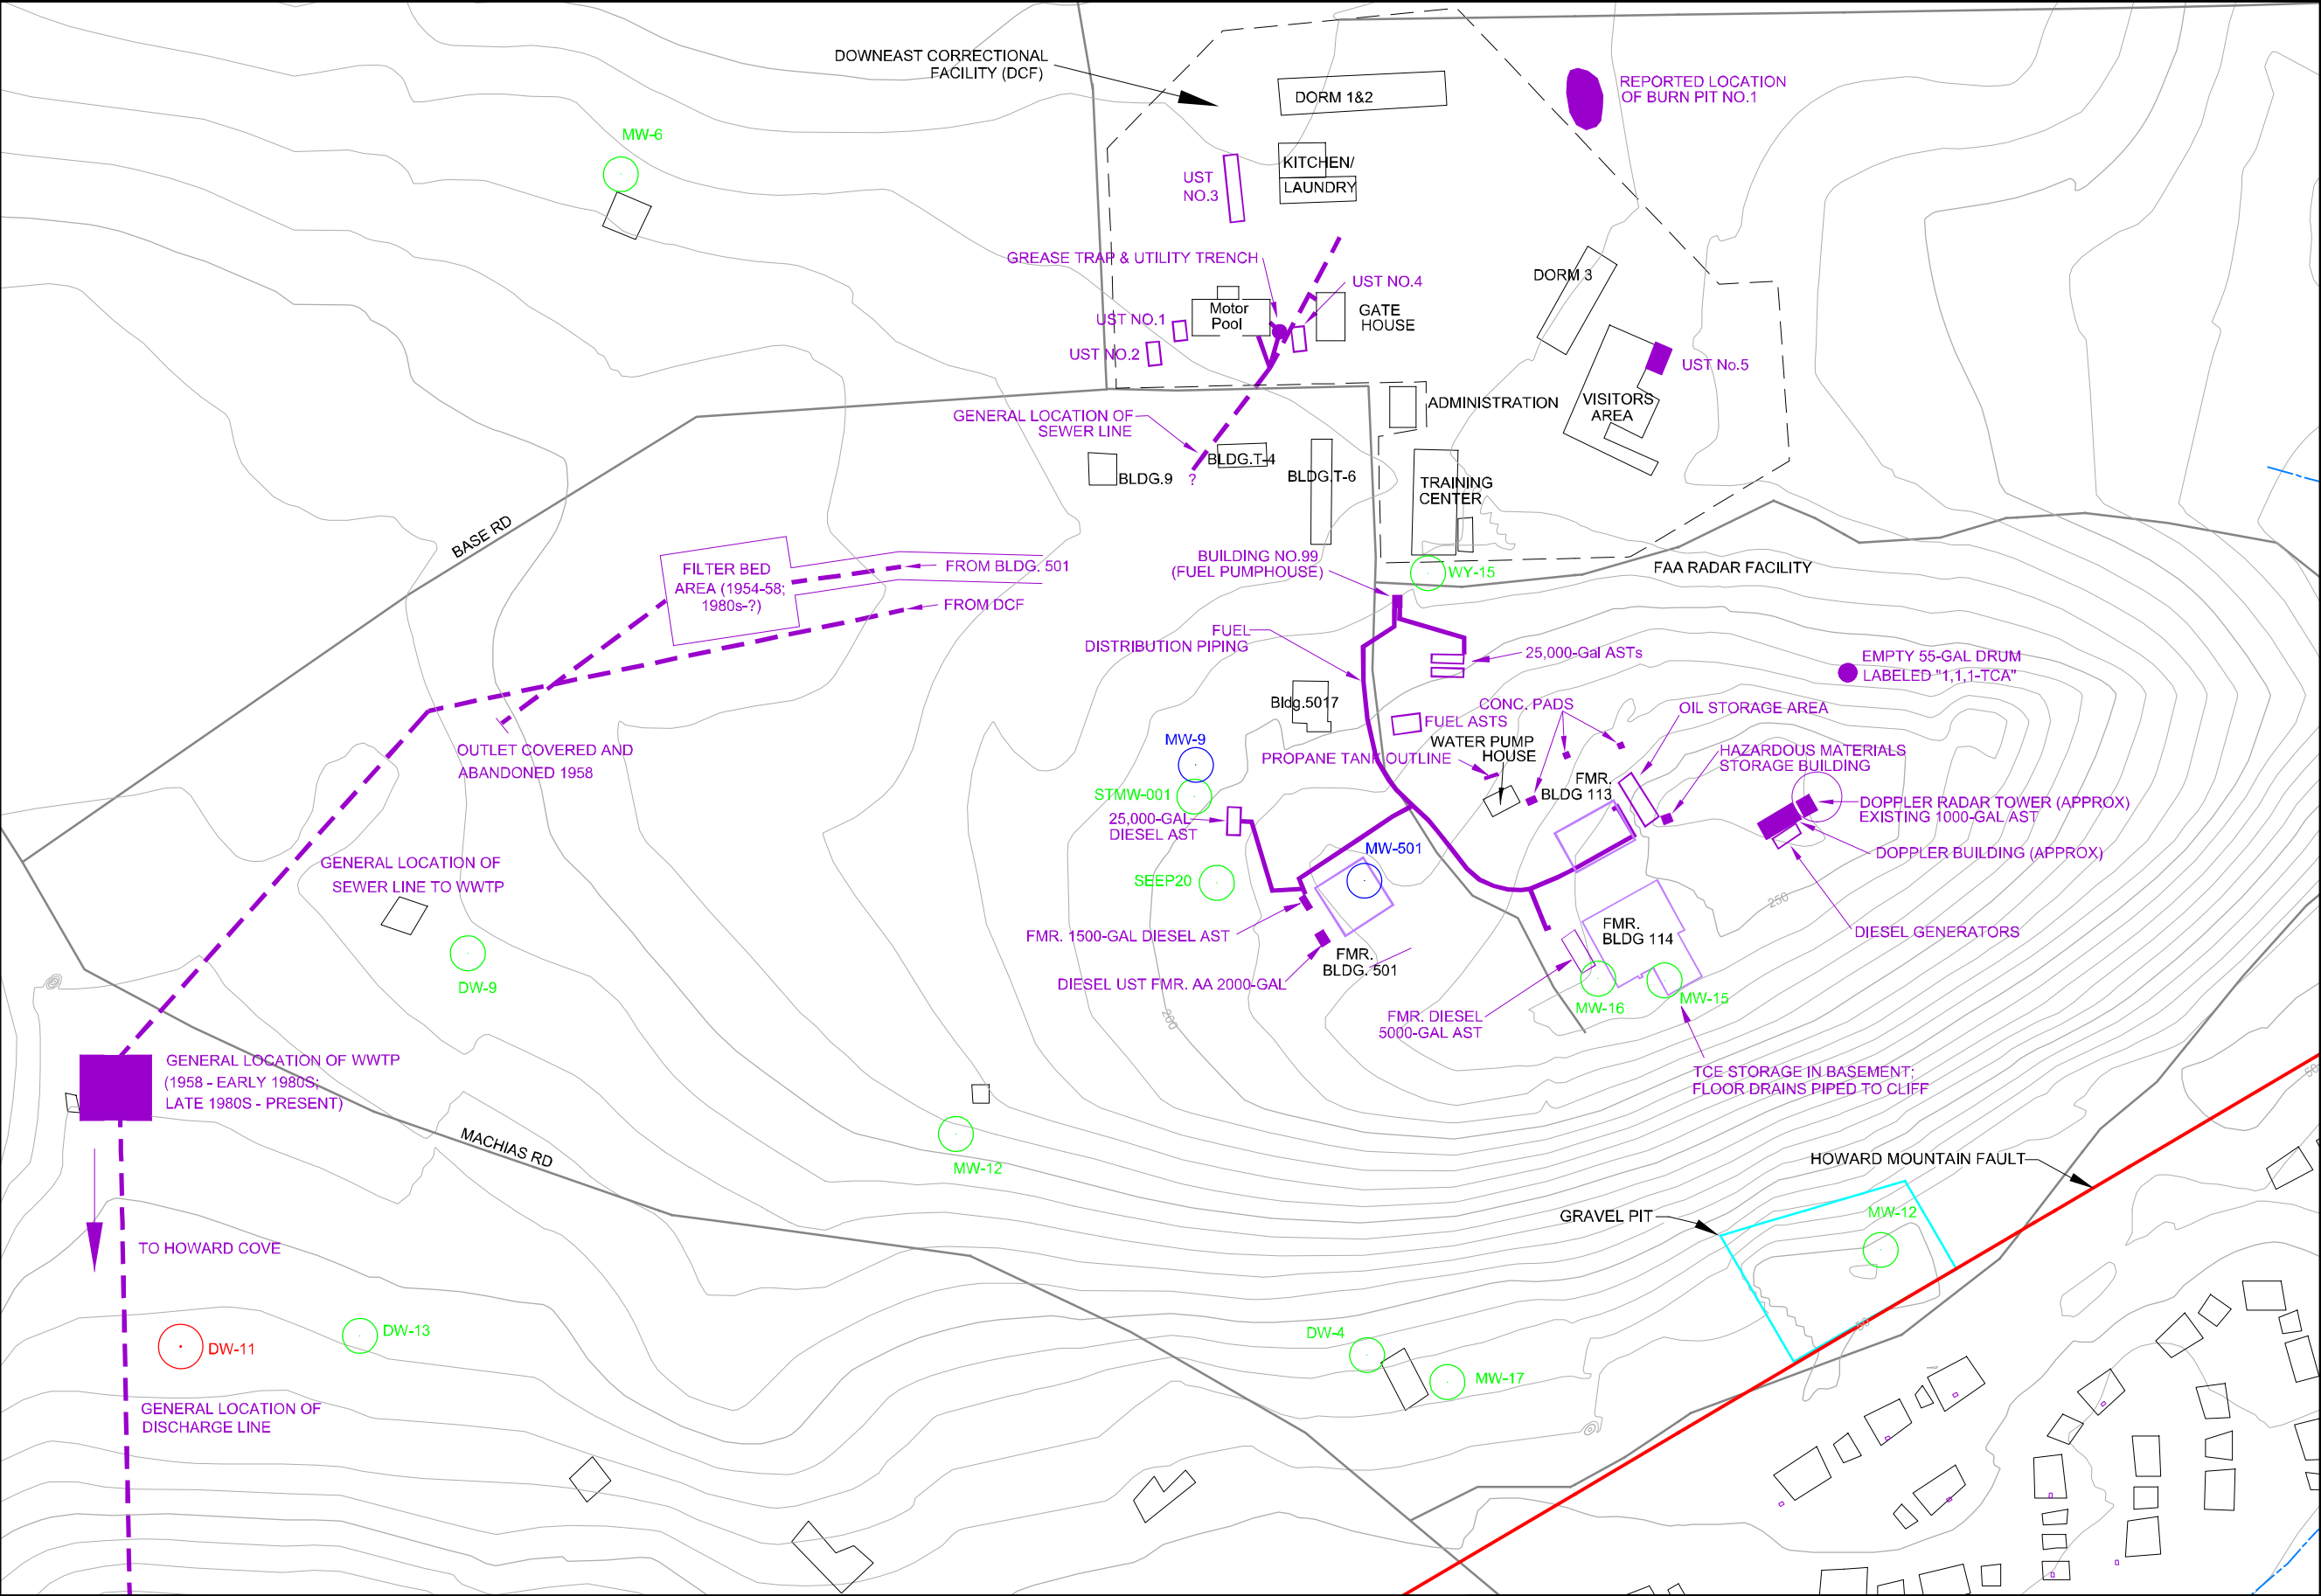 DOWNEAST CORRECTIONAL
FACILITY (DCF)
DORM 1&2
REPORTED LOCATION
OF BURN PIT NO.1
MW-6
KITCHEN/
LAUNDRY
UST
NO.3
GREASE TRAP & UTILITY TRENCH
UST NO.4
DORM 3
Motor
Pool
GATE
HOUSE
UST NO.1
UST NO.2
UST No.5
GENERAL LOCATION OF
SEWER LINE
ADMINISTRATION
VISITORS
AREA
BLDG.T-4
BLDG.9
?
BLDG.T-6
TRAINING
CENTER
BASE RD
FILTER BED
AREA (1954-58;
1980s-?)
FROM BLDG. 501
FROM DCF
BUILDING NO.99
(FUEL PUMPHOUSE)
WY-15
FAA RADAR FACILITY
FUEL
DISTRIBUTION PIPING
25,000-Gal ASTs
EMPTY 55-GAL DRUM
LABELED "1,1,1-TCA"
Bldg.5017
FUEL ASTS
CONC. PADS
OIL STORAGE AREA
OUTLET COVERED AND
ABANDONED 1958
MW-9
WATER PUMP
HOUSE
PROPANE TANK OUTLINE
HAZARDOUS MATERIALS
STORAGE BUILDING
FMR.
BLDG 113
STMW-001
25,000-GAL
DIESEL AST
DOPPLER RADAR TOWER (APPROX)
EXISTING 1000-GAL AST
MW-501
DOPPLER BUILDING (APPROX)
GENERAL LOCATION OF
SEWER LINE TO WWTP
SEEP20
250
FMR. 1500-GAL DIESEL AST
FMR.
BLDG 114
DIESEL GENERATORS
FMR.
BLDG. 501
DW-9
DIESEL UST FMR. AA 2000-GAL
MW-16
MW-15
200
FMR. DIESEL
5000-GAL AST
GENERAL LOCATION OF WWTP
(1958 - EARLY 1980S;
LATE 1980S - PRESENT)
TCE STORAGE IN BASEMENT;
FLOOR DRAINS PIPED TO CLIFF
MACHIAS RD
MW-12
HOWARD MOUNTAIN FAULT
GRAVEL PIT
MW-12
TO HOWARD COVE
DW-11
DW-13
DW-4
MW-17
GENERAL LOCATION OF
DISCHARGE LINE